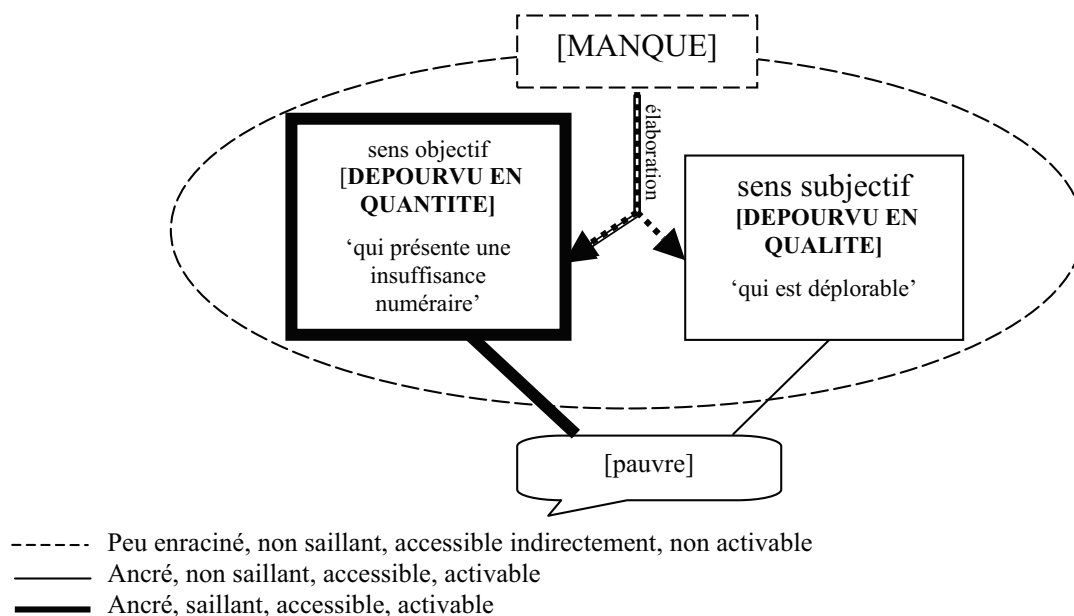 [MANQUE]
élaboration
sens objectif
[DEPOURVU EN
QUANTITE]
‘qui présente une
insuffisance
numéraire’
sens subjectif
[DEPOURVU EN
QUALITE]
‘qui est déplorable’
[pauvre]
Peu enraciné, non saillant, accessible indirectement, non activable
Ancré, non saillant, accessible, activable
Ancré, saillant, accessible, activable